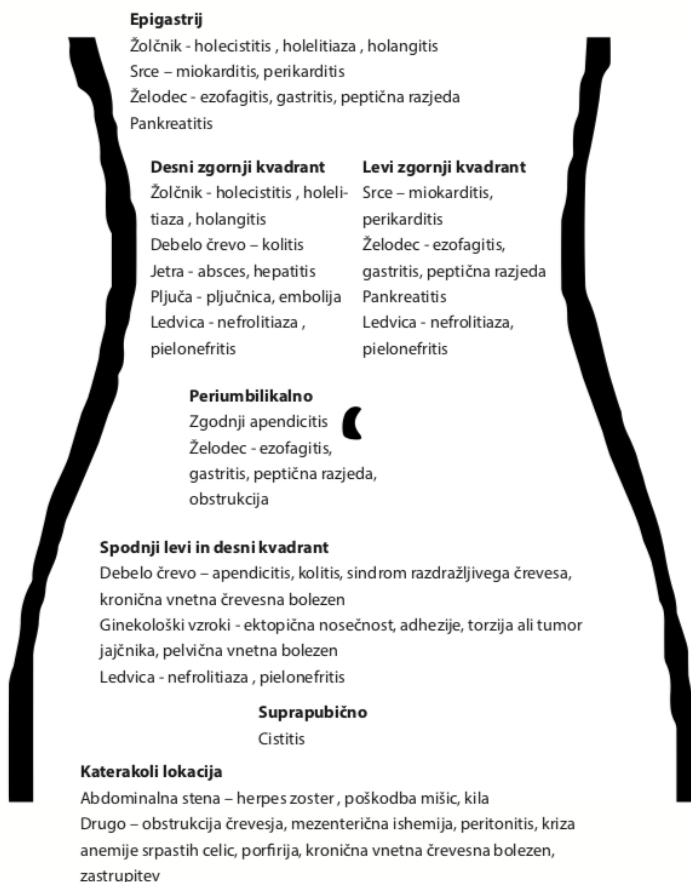 Epigastrij
Žolčnik - holecistitis , holelitiaza , holangitis
Srce – miokarditis, perikarditis
Želodec - ezofagitis, gastritis, peptična razjeda
Pankreatitis
Desni zgornji kvadrant
Žolčnik - holecistitis , holeli-
tiaza , holangitis
Debelo črevo – kolitis
Jetra - absces, hepatitis
Pljuča - pljučnica, embolija
Ledvica - nefrolitiaza ,
pielonefritis
Levi zgornji kvadrant
Srce – miokarditis,
perikarditis
Želodec - ezofagitis,
gastritis, peptična razjeda
Pankreatitis
Ledvica - nefrolitiaza,
pielonefritis
Periumbilikalno
Zgodnji apendicitis
Želodec - ezofagitis,
gastritis, peptična razjeda,
obstrukcija
Spodnji levi in desni kvadrant
Debelo črevo – apendicitis, kolitis, sindrom razdražljivega črevesa,
kronična vnetna črevesna bolezen
Ginekološki vzroki - ektopična nosečnost, adhezije, torzija ali tumor
jajčnika, pelvična vnetna bolezen
Ledvica - nefrolitiaza , pielonefritis
Suprapubično
Cistitis
Katerakoli lokacija
Abdominalna stena – herpes zoster , poškodba mišic, kila
Drugo – obstrukcija črevesja, mezenterična ishemija, peritonitis, kriza
anemije srpastih celic, porfirija, kronična vnetna črevesna bolezen,
zastrupitev